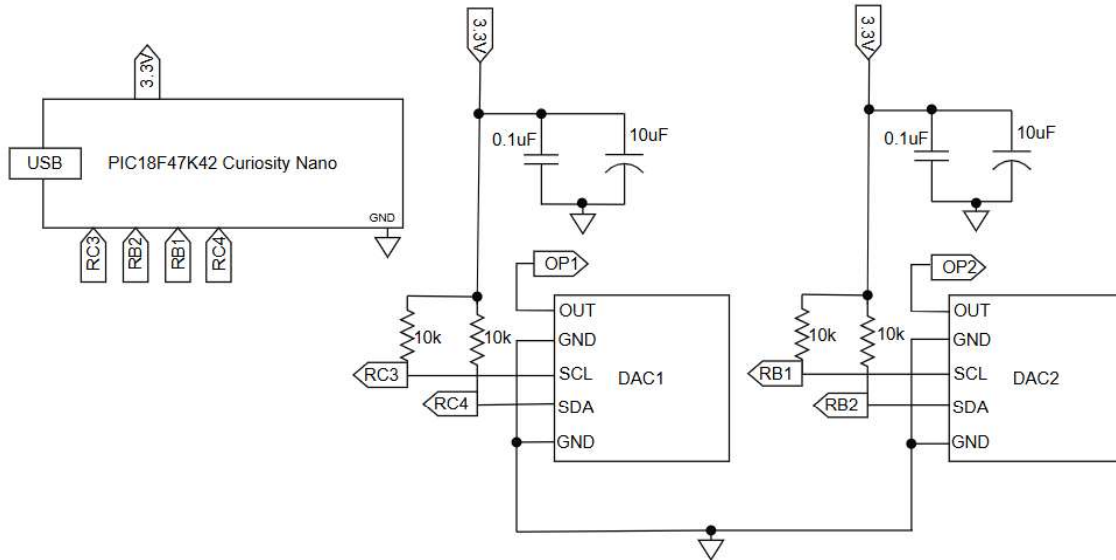 3.3V
USB
PIC18F47K42 Curiosity Nano
GND
RC3
RB2
RB1
RC4
3.3V
0.1uF
10uF
OP1
OUT
GND
10k
10k
RC3
SCL
DAC1
RC4
SDA
GND
3.3V
0.1uF
10uF
OP2
OUT
GND
10k
10k
RB1
SCL
DAC2
RB2
SDA
GND